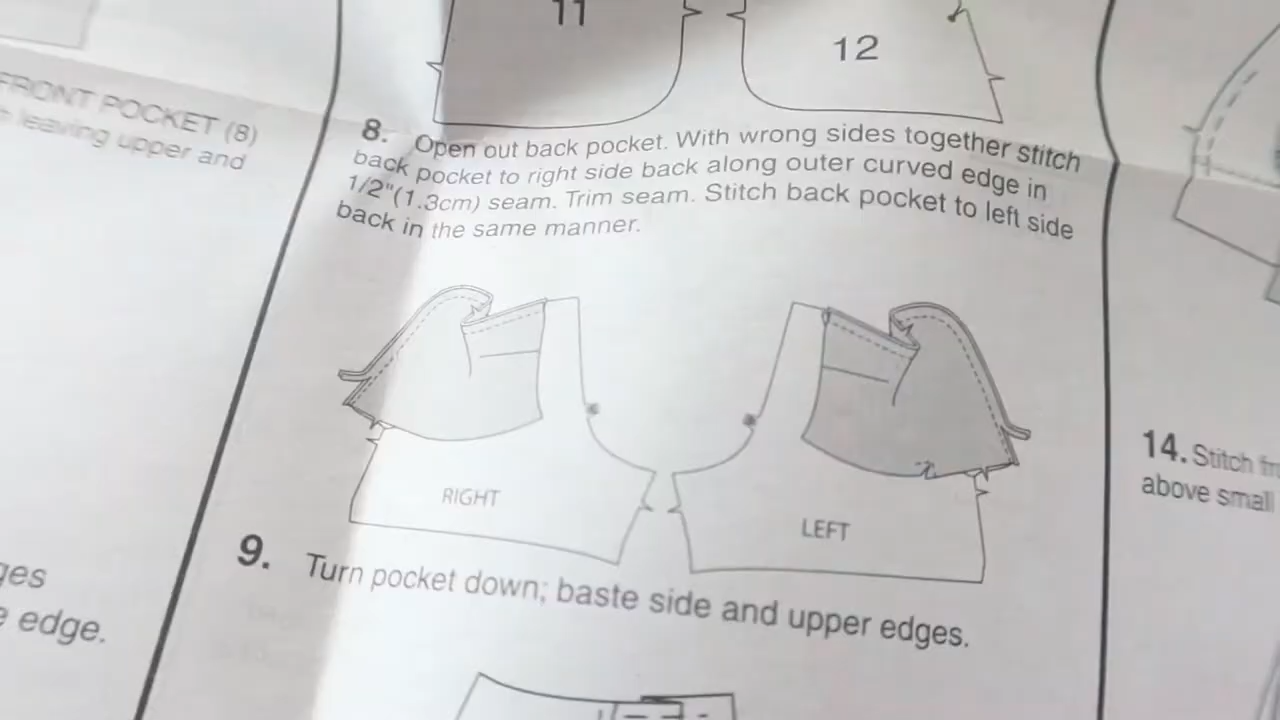 11
12
FRONT POCKET (8)
leaving upper and
8. Open out back pocket. With wrong sides together stitch
back pocket to right side back along outer curved edge in
1/2"(1.3cm) seam. Trim seam. Stitch back pocket to left side
back in the same manner.
RIGHT
LEFT
9. Turn pocket down; baste side and upper edges.
edge.
14. Stitch
above small